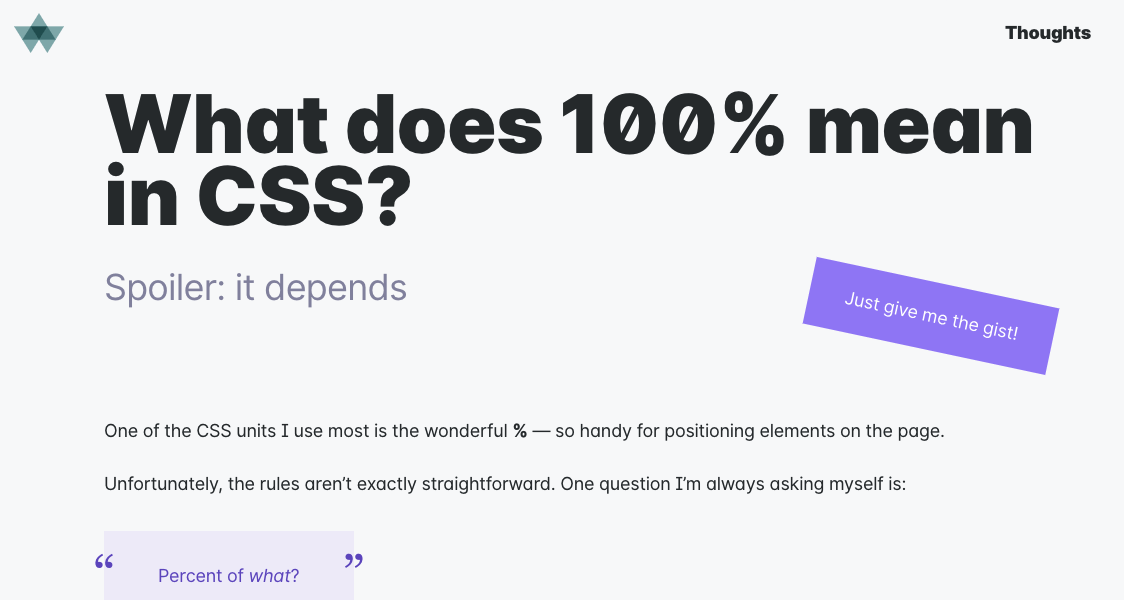 Thoughts
What does 100% mean
in CSS?
Spoiler: it depends
Just give me the gist!
One of the CSS units I use most is the wonderful % — so handy for positioning elements on the page.
Unfortunately, the rules aren’t exactly straightforward. One question I’m always asking myself is:
“ Percent of what? ”